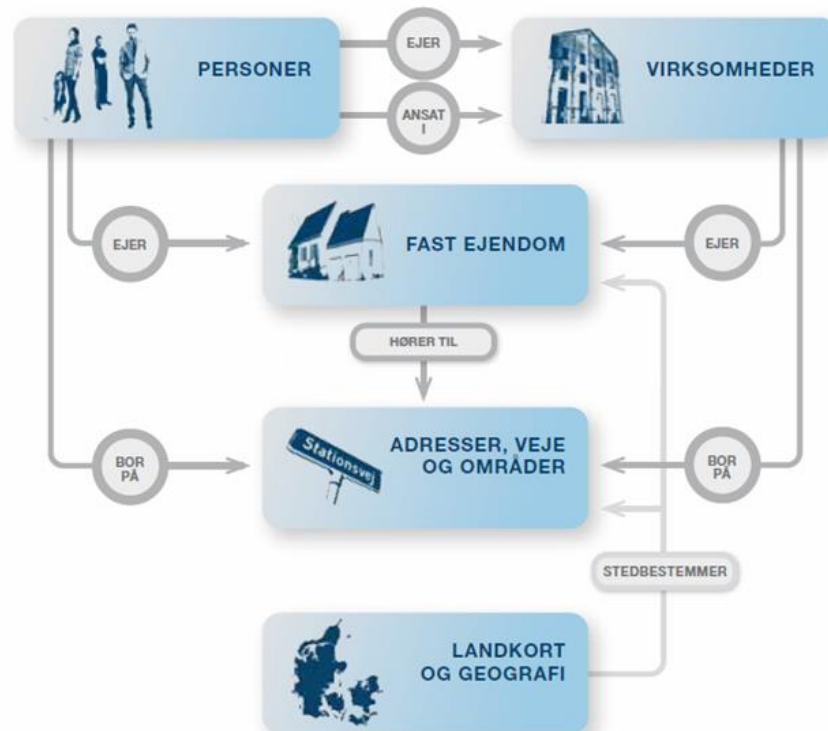 EJER
PERSONER
VIRKSOMHEDER
ANSAT
I
EJER
FAST EJENDOM
EJER
HØRER TIL
Stationsvej
ADRESSER, VEJE
OG OMRÅDER
BOR
PÅ
BOR
PÅ
STEDBESTEMMER
LANDKORT
OG GEOGRAFI